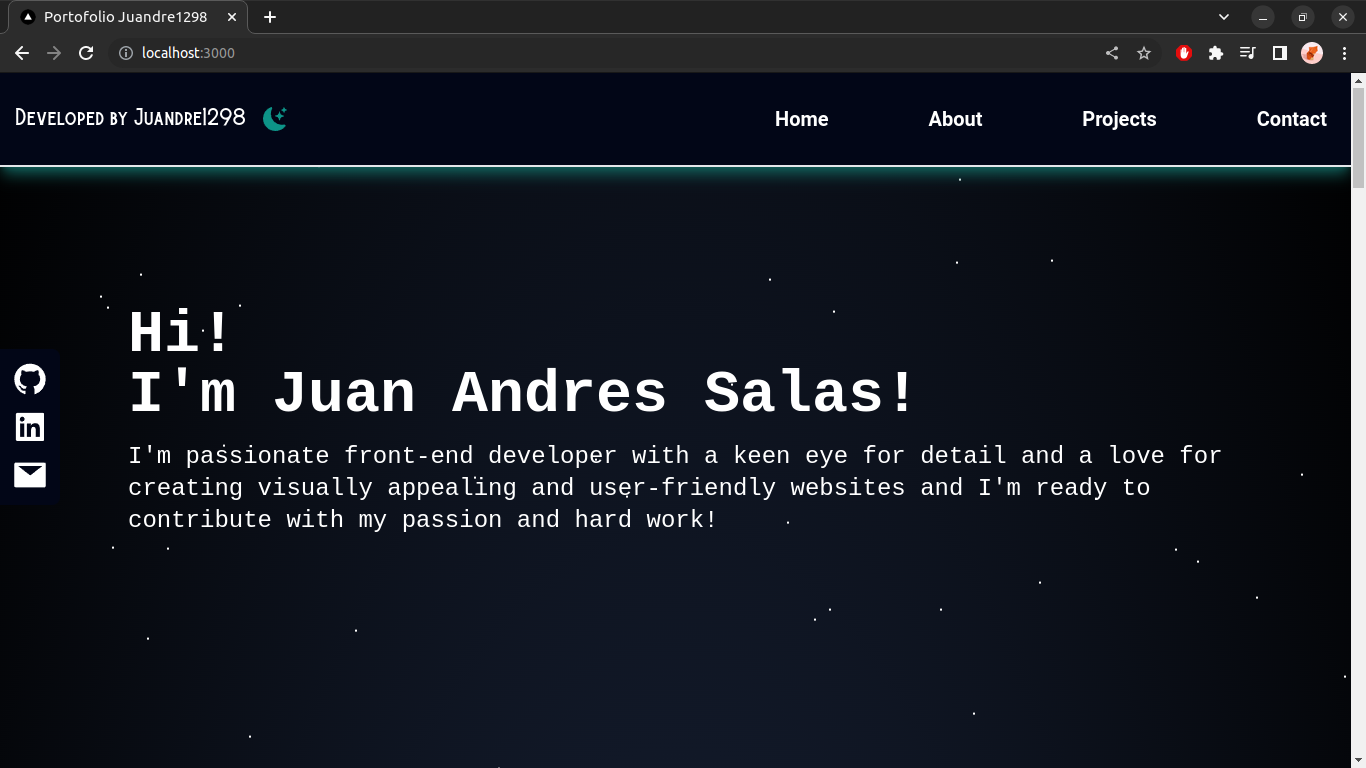 Portofolio Juandre1298
localhost:3000
Developed by Juandre1298
Home About Projects Contact
Hi!
I'm Juan Andres Salas!
in
I'm passionate front-end developer with a keen eye for detail and a love for
creating visually appealing and user-friendly websites and I'm ready to
contribute with my passion and hard work!